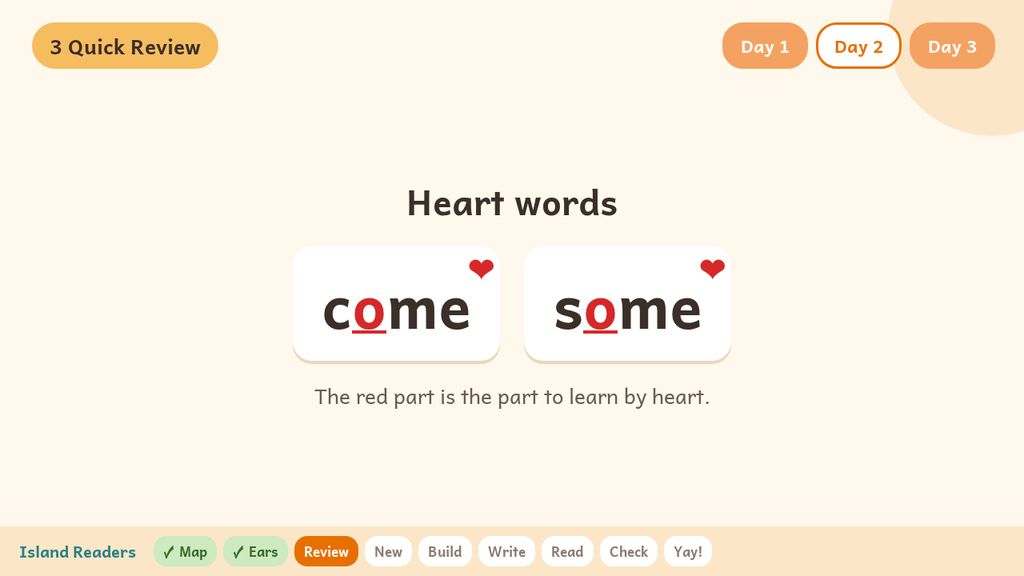 3 Quick Review
Day 1 Day 2 Day 3
Heart words
come ❤ some ❤
The red part is the part to learn by heart.
Island Readers ✓ Map ✓ Ears Review New Build Write Read Check Yay!